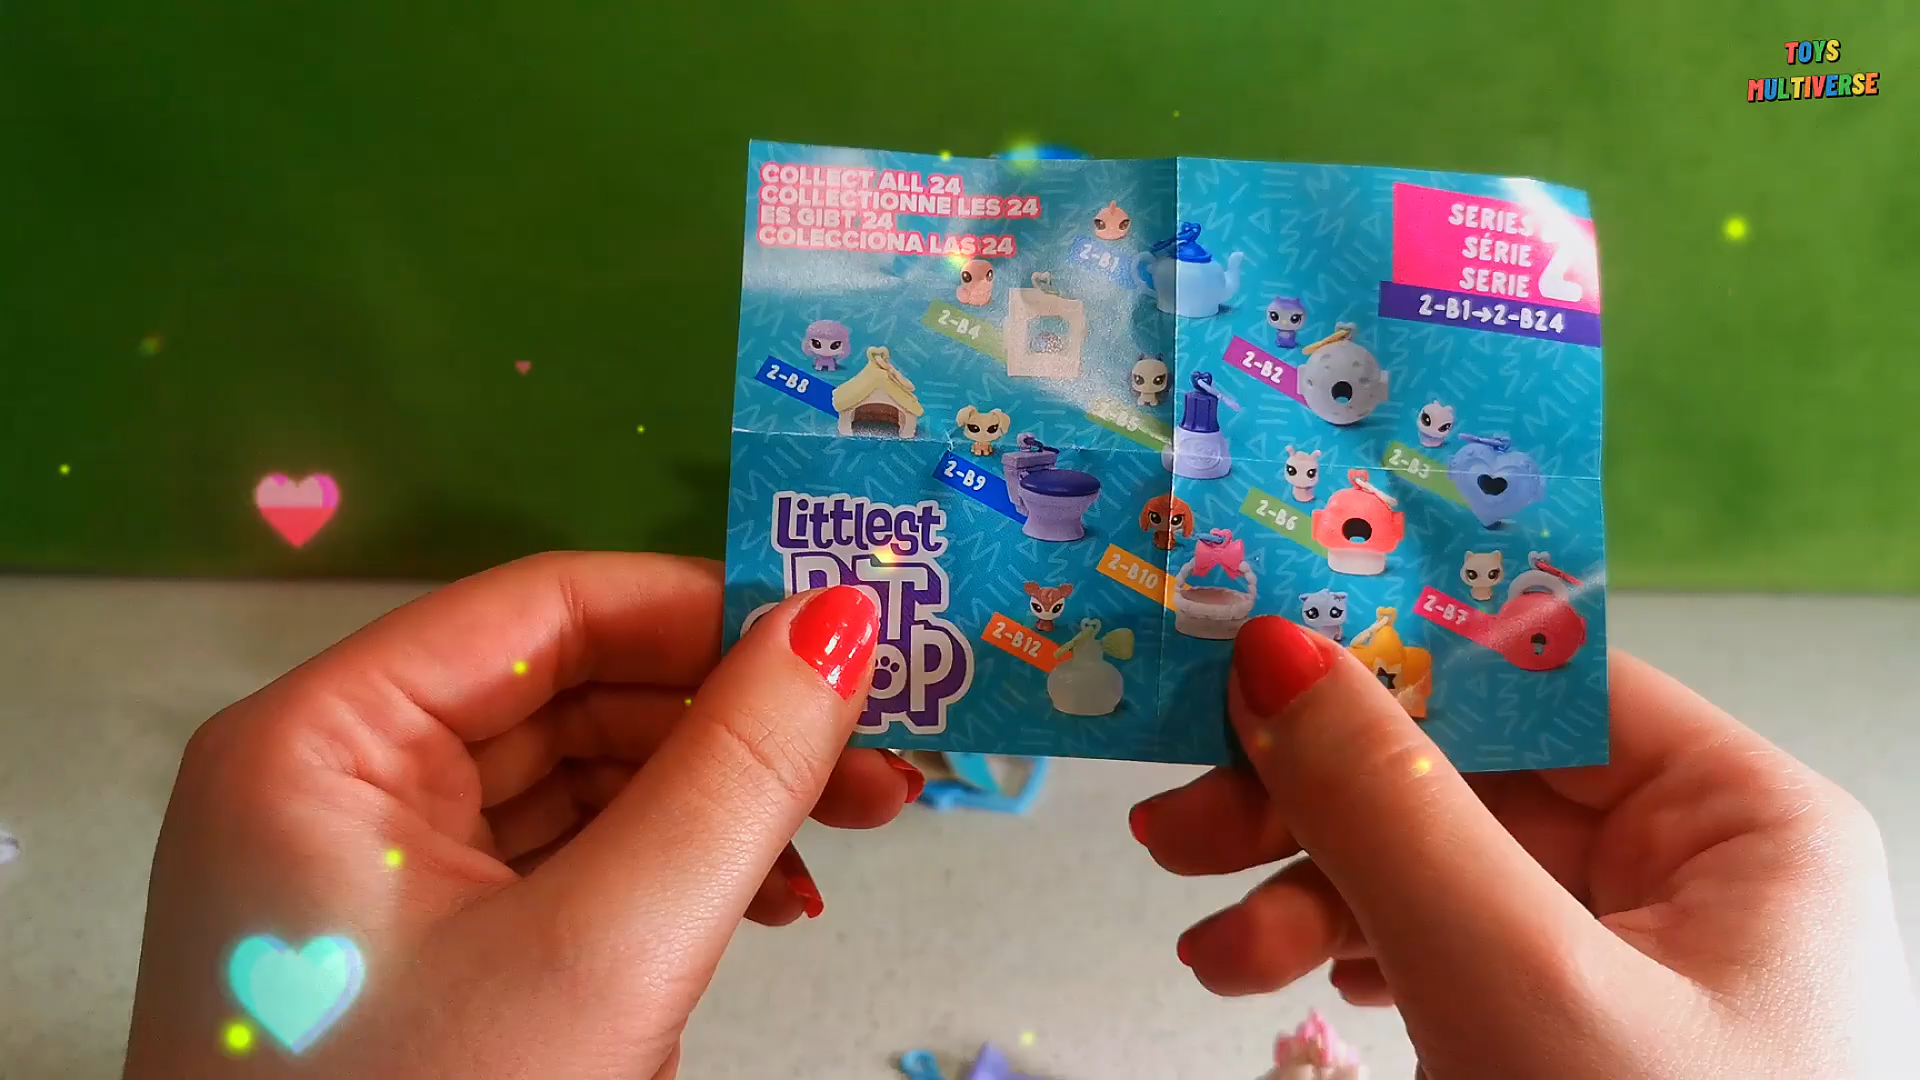 TOYS
MULTIVERSE
COLLECT ALL 24
COLLECTIONNE LES 24
ES GIBT 24
COLECCIONA LAS 24
SERIES 2
SÉRIE
SERIE
2-B1→2-B24
2-B1
2-B4
2-B2
2-B8
2-B5
2-B3
2-B9
2-B6
2-B10
2-B7
2-B12
Littlest